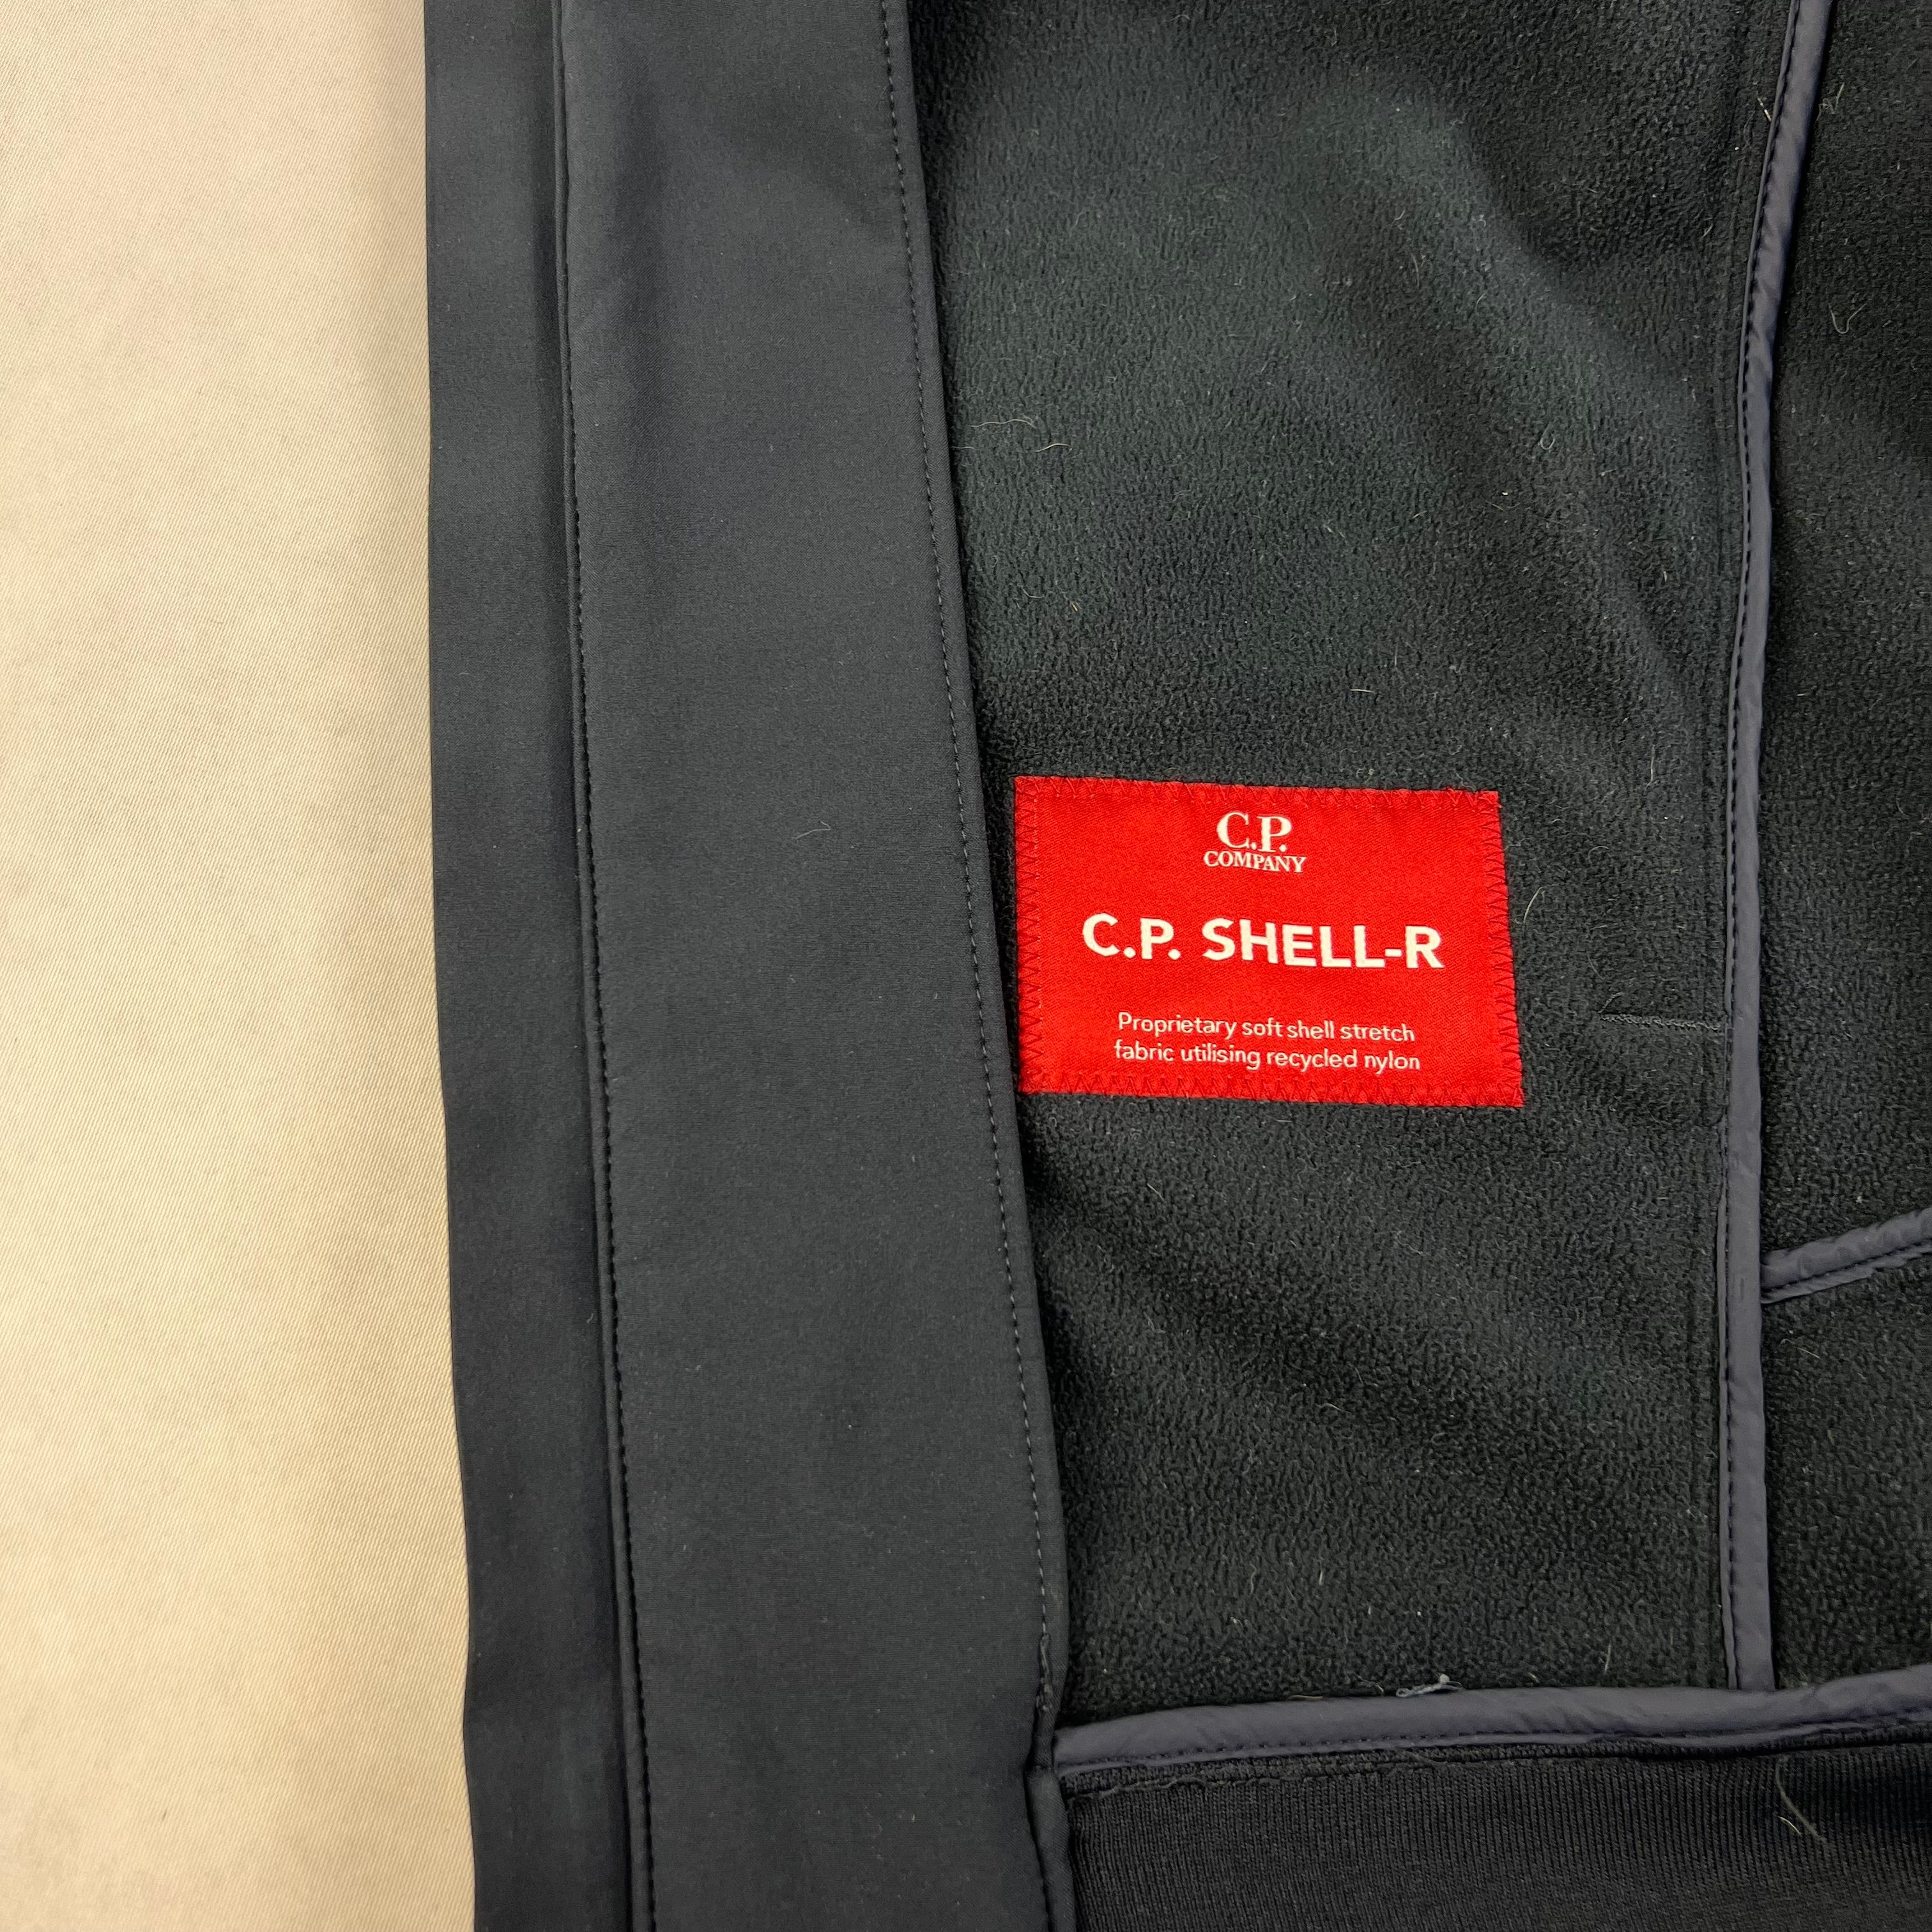 C.P.
COMPANY
C.P. SHELL-R
Proprietary soft shell stretch
fabric utilising recycled nylon